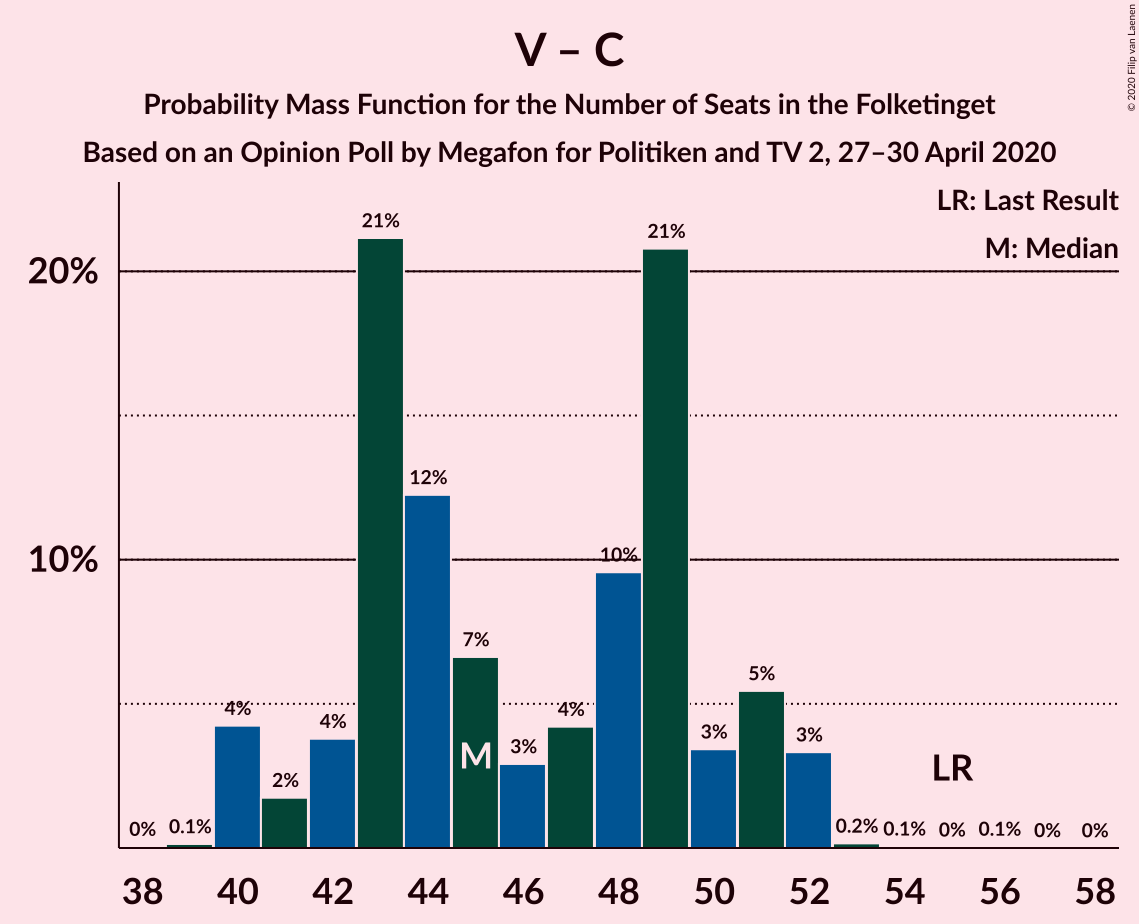 V – C
Probability Mass Function for the Number of Seats in the Folketinget
Based on an Opinion Poll by Megafon for Politiken and TV 2, 27–30 April 2020
© 2020 Filip van Laenen
LR: Last Result
M: Median
20%
10%
0%
0.1%
4%
2%
4%
21%
12%
7%
3%
4%
10%
21%
3%
5%
3%
0.2%
0.1%
0%
0.1%
0%
0%
M
LR
38 40 42 44 46 48 50 52 54 56 58